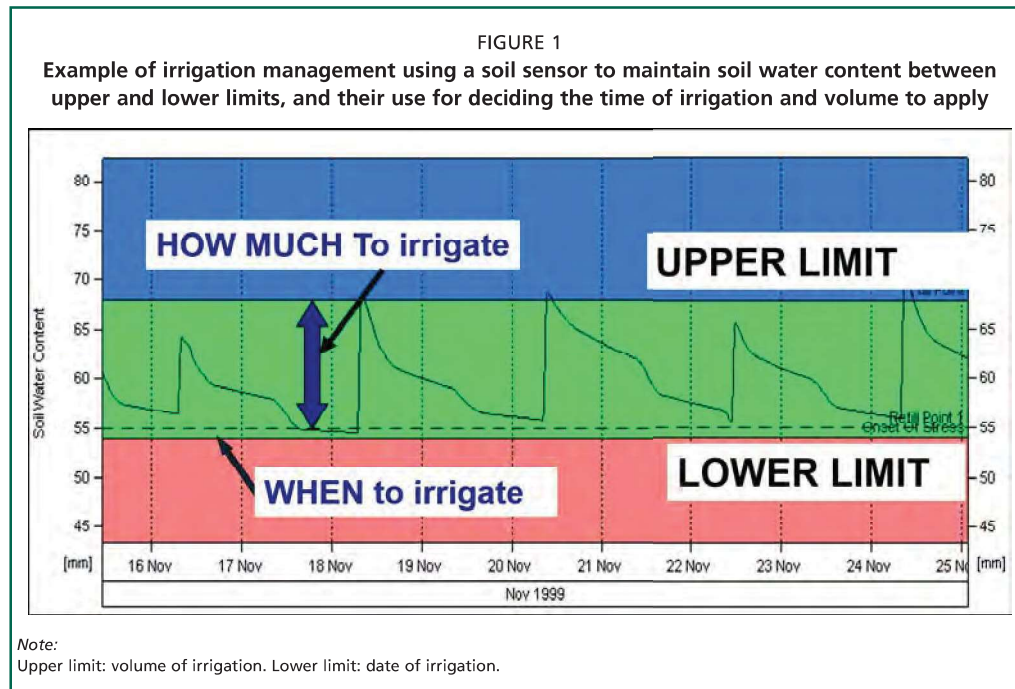 FIGURE 1
Example of irrigation management using a soil sensor to maintain soil water content between
upper and lower limits, and their use for deciding the time of irrigation and volume to apply
80
80
75
75
HOW MUCH To irrigate
UPPER LIMIT
70
65
65
60
60
Soil Water Content
Refill Point 1
55
Onset Of Stress
55
50
50
LOWER LIMIT
WHEN to irrigate
45
45
[mm]
16 Nov
17 Nov
18 Nov
19 Nov
20 Nov
21 Nov
22 Nov
23 Nov
24 Nov
25
[mm]
Nov 1999
Note:
Upper limit: volume of irrigation. Lower limit: date of irrigation.